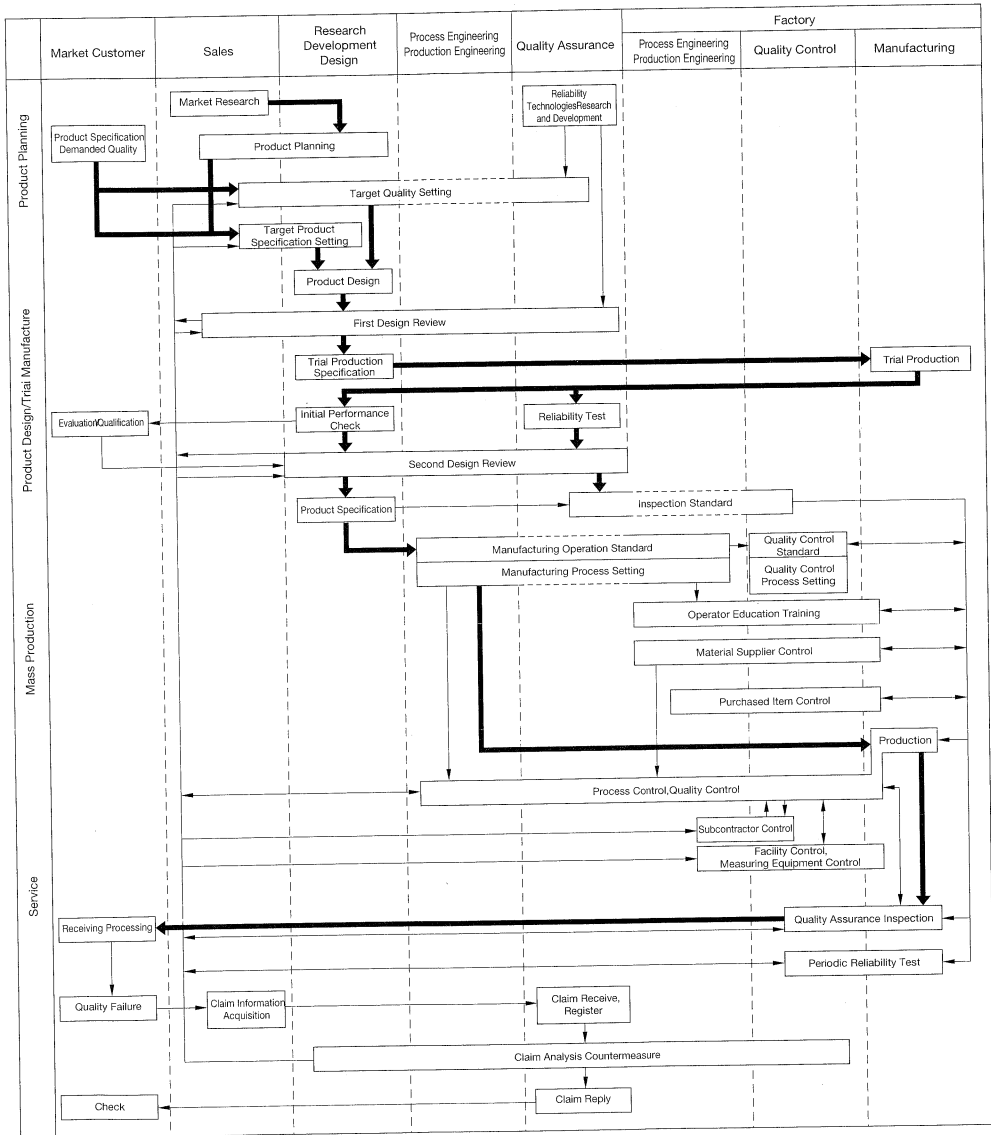 Factory
Market Customer
Sales
Research
Development
Design
Process Engineering
Production Engineering
Quality Assurance
Process Engineering
Production Engineering
Quality Control
Manufacturing
Product Planning
Market Research
Reliability
TechnologiesResearch
and Development
Product Specification
Demanded Quality
Product Planning
Target Quality Setting
Target Product
Specification Setting
Product Design
Product Design/Triai Manufacture
First Design Review
Trial Production
Specification
Trial Production
Evaluation/Qualification
Initial Performance
Check
Reliability Test
Second Design Review
Product Specification
Inspection Standard
Mass Production
Manufacturing Operation Standard
Manufacturing Process Setting
Quality Control
Standard
Quality Control
Process Setting
Operator Education Training
Material Supplier Control
Purchased Item Control
Production
Process Control,Quality Control
Subcontractor Control
Facility Control,
Measuring Equipment Control
Service
Receiving Processing
Quality Assurance Inspection
Periodic Reliability Test
Quality Failure
Claim Information
Acquisition
Claim Receive,
Register
Claim Analysis Countermeasure
Claim Reply
Check